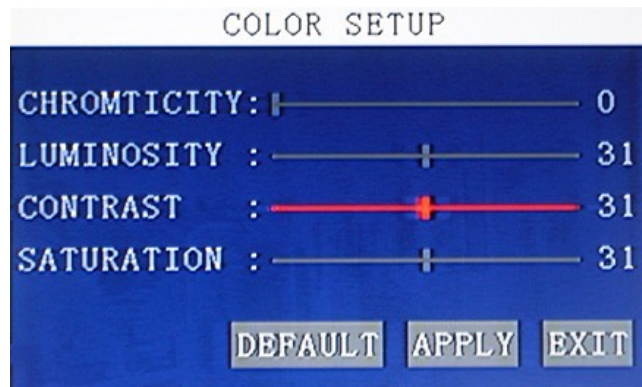 COLOR SETUP
CHROMTICITY: 0
LUMINOSITY : 31
CONTRAST : 31
SATURATION : 31
DEFAULT APPLY EXIT